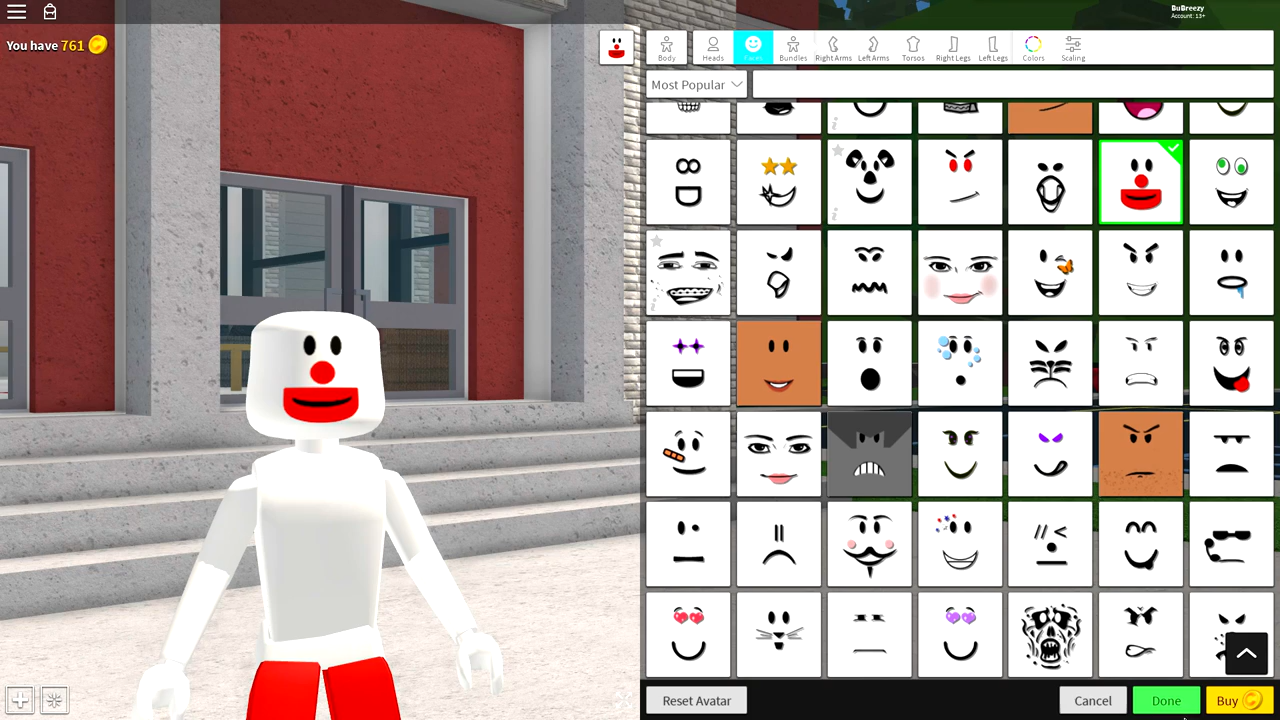 BuBreezy
Account: 13+
You have 761
Body
Heads
Faces
Bundles
Right Arms
Left Arms
Torsos
Right Legs
Left Legs
Colors
Scaling
Most Popular
Reset Avatar
Cancel
Done
Buy